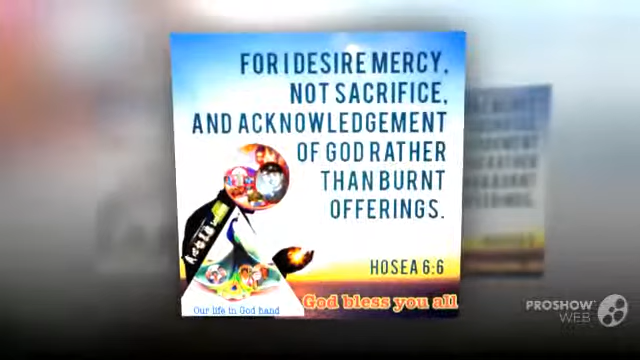 FOR I DESIRE MERCY,
NOT SACRIFICE,
AND ACKNOWLEDGEMENT
OF GOD RATHER
THAN BURNT
OFFERINGS.
HOSEA 6:6
God bless you all
Our life in God hand
PROSHOW
WEB